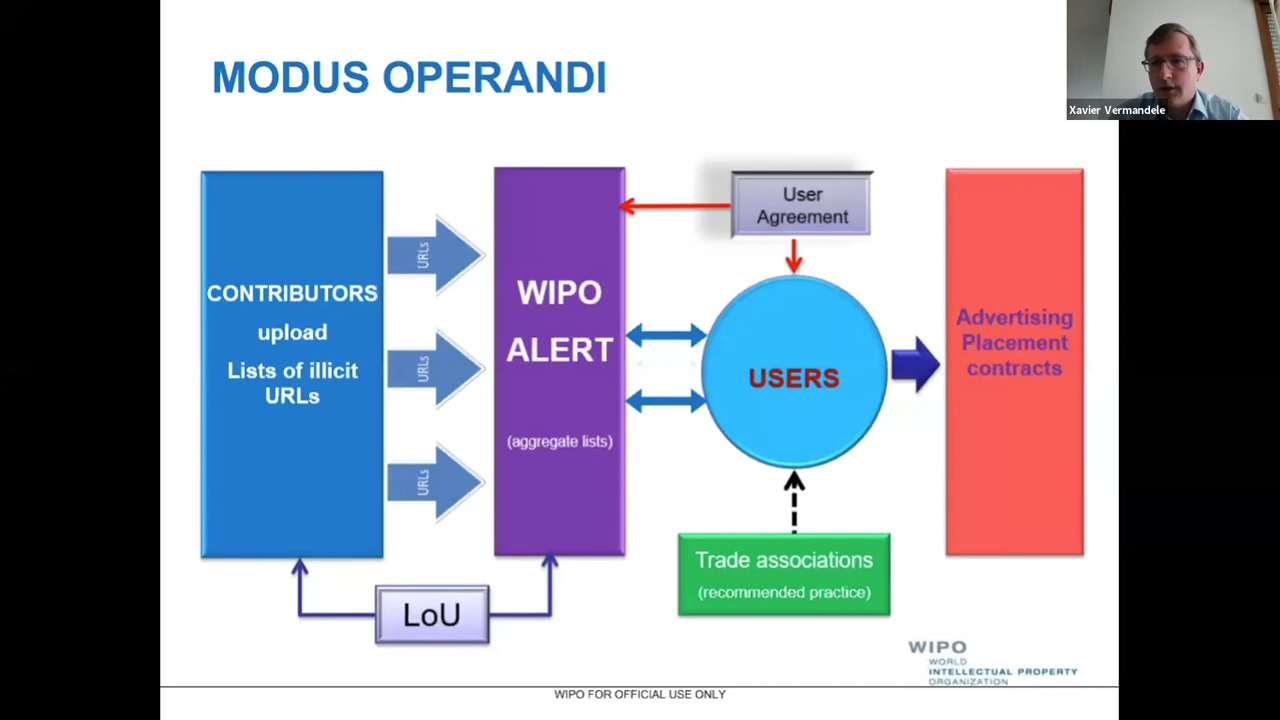 MODUS OPERANDI
Xavier Vermandele
CONTRIBUTORS
upload
Lists of illicit
URLs
URLs
URLs
URLs
WIPO
ALERT
(aggregate lists)
User
Agreement
USERS
Advertising
Placement
contracts
Trade associations
(recommended practice)
LoU
WIPO
WORLD
INTELLECTUAL PROPERTY
ORGANIZATION
WIPO FOR OFFICIAL USE ONLY